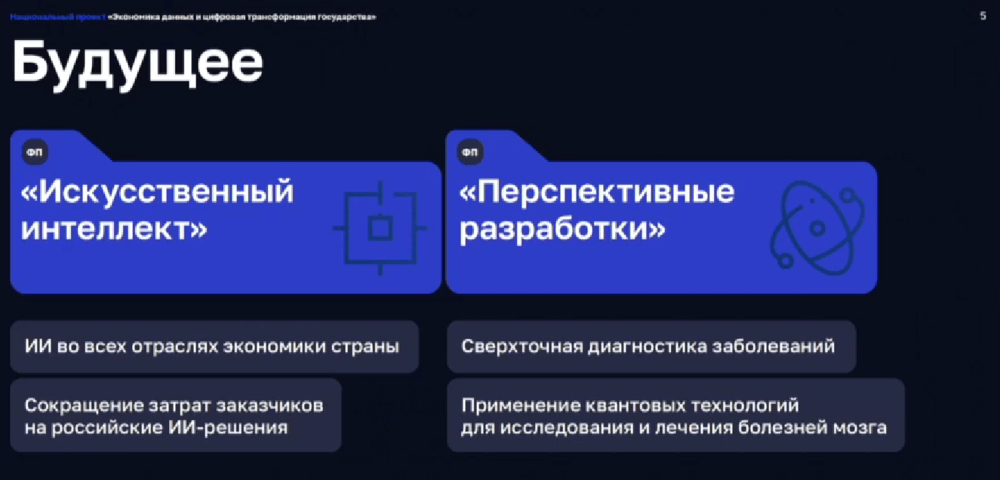 Национальный проект «Экономика данных и цифровая трансформация государства»
5
Будущее
ФП
«Искусственный
интеллект»
ФП
«Перспективные
разработки»
ИИ во всех отраслях экономики страны
Сокращение затрат заказчиков
на российские ИИ-решения
Сверхточная диагностика заболеваний
Применение квантовых технологий
для исследования и лечения болезней мозга